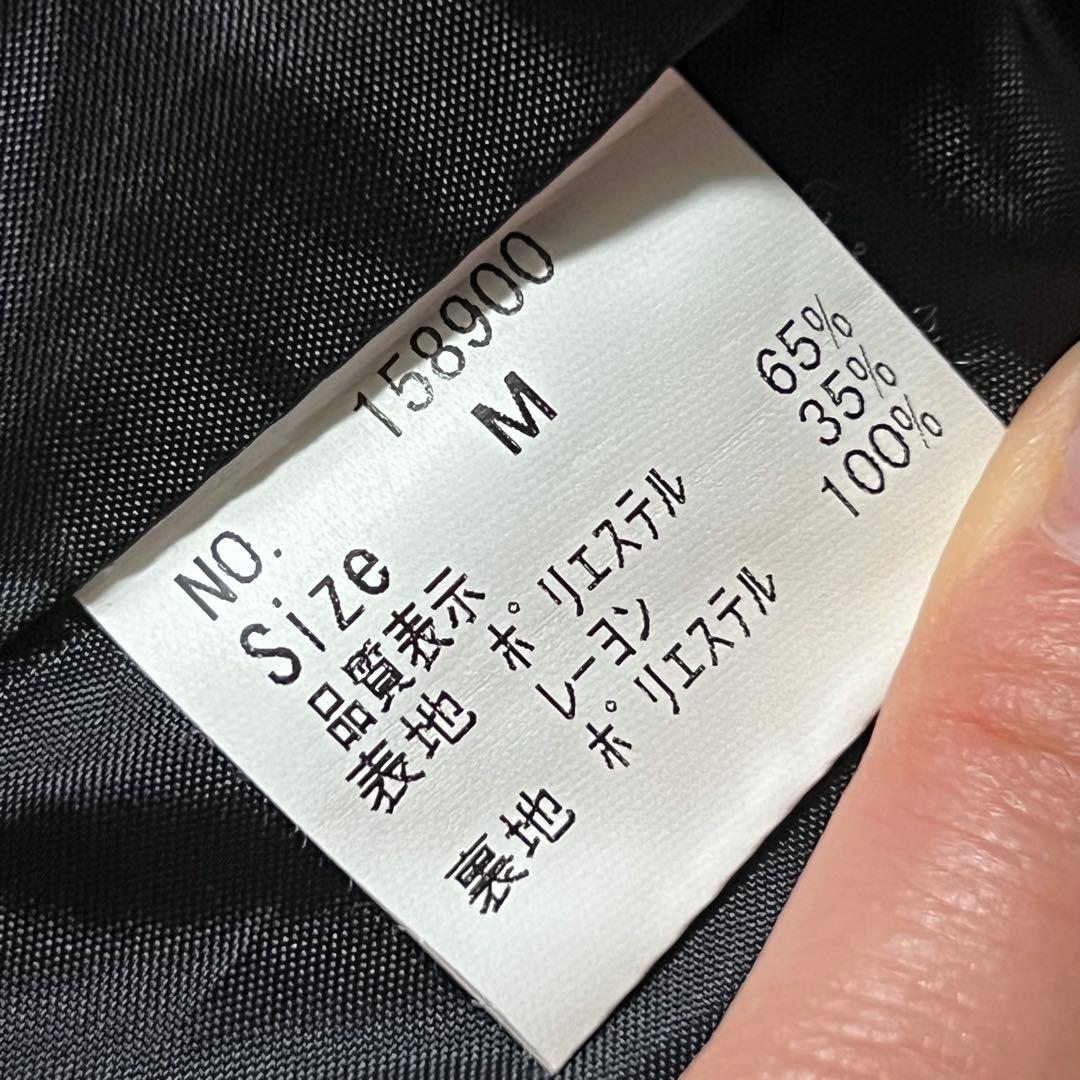 NO. 158900
Size M
品質表示
表地 ポリエステル 65%
レーヨン 35%
裏地 ポリエステル 100%